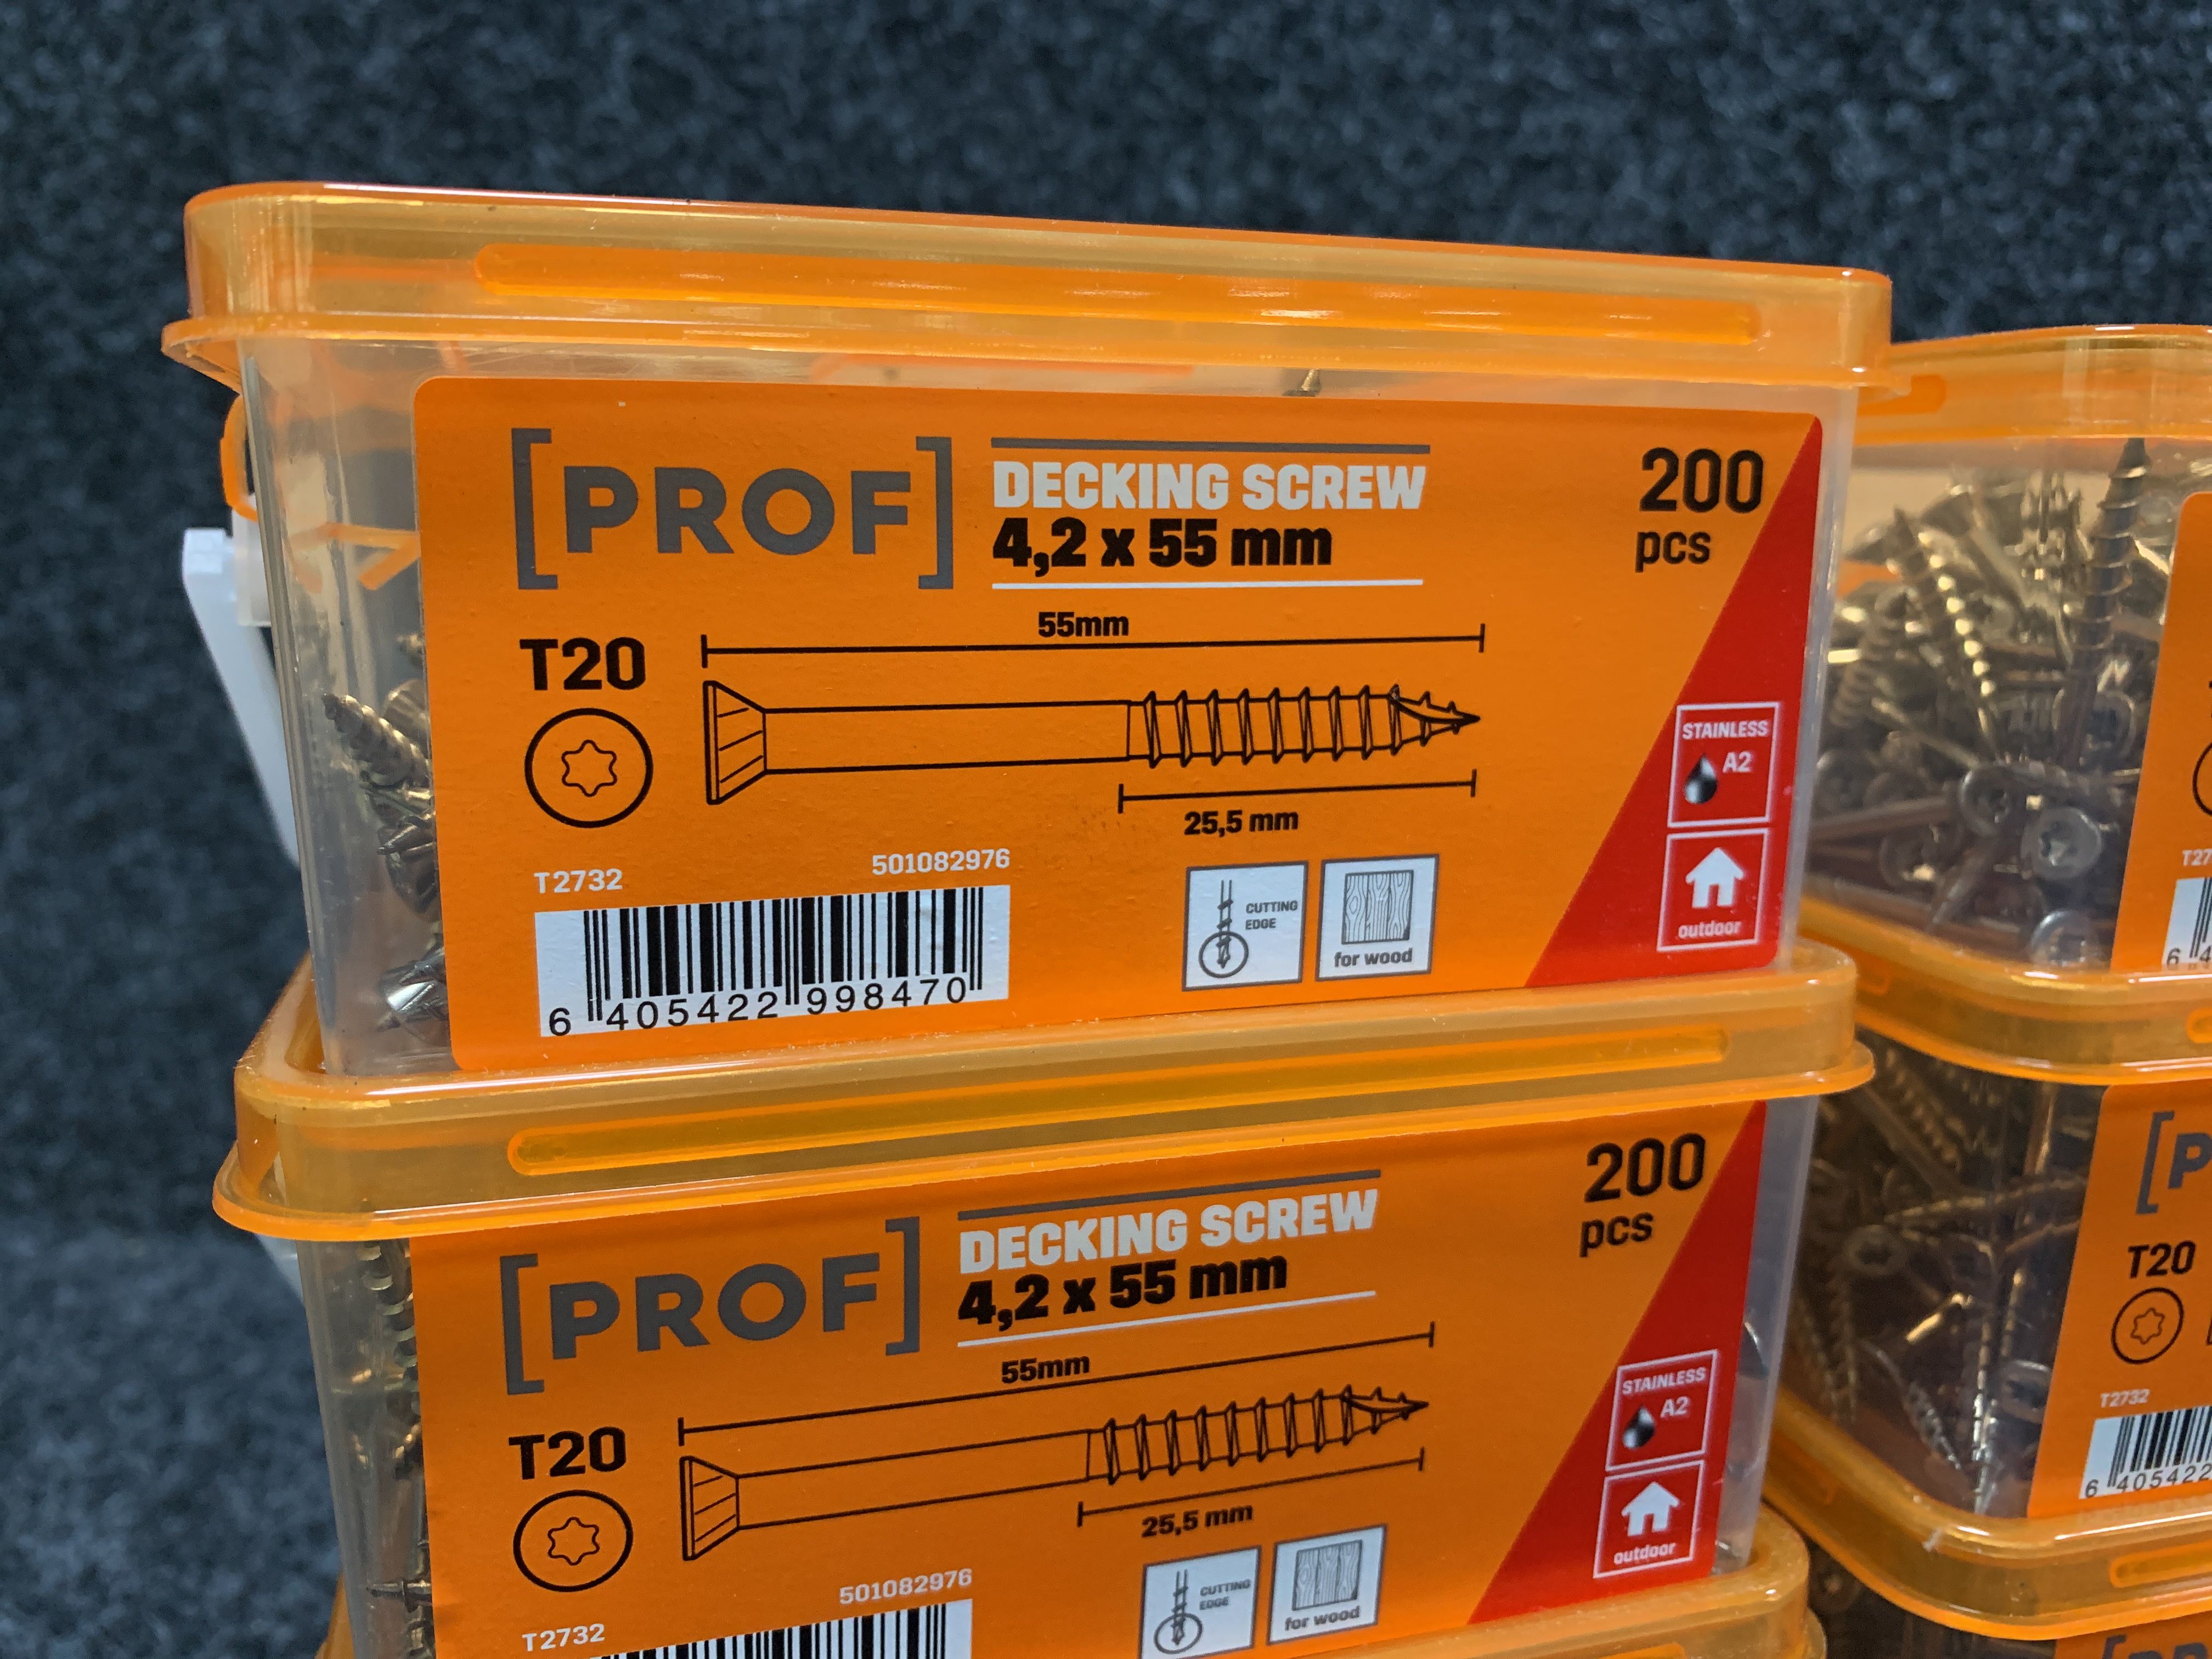 [PROF]
DECKING SCREW
4,2 x 55 mm
200
pcs
55mm
T20
25,5 mm
STAINLESS
A2
outdoor
T2732
501082976
CUTTING
EDGE
for wood
6 405422 998470
[PROF]
DECKING SCREW
4,2 x 55 mm
200
pcs
55mm
T20
25,5 mm
STAINLESS
A2
outdoor
T2732
501082976
CUTTING
EDGE
for wood
T20
T2732
6 405422